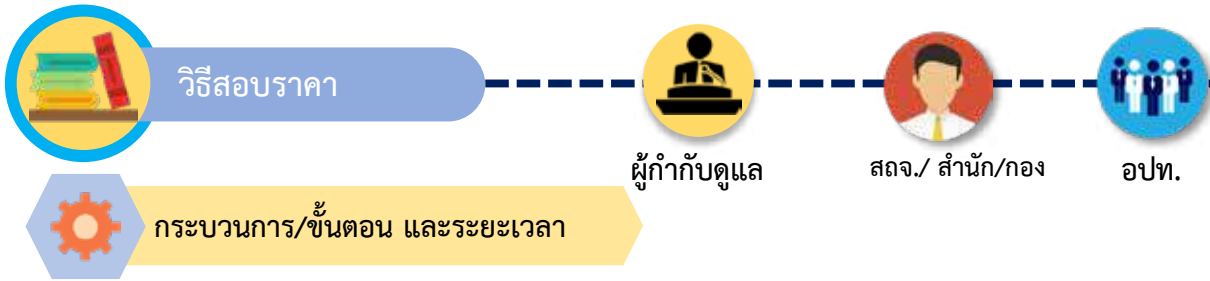 วิธีสอบราคา
ผู้กำกับดูแล
สถจ./ สำนัก/กอง
อปท.
กระบวนการ/ขั้นตอน และระยะเวลา